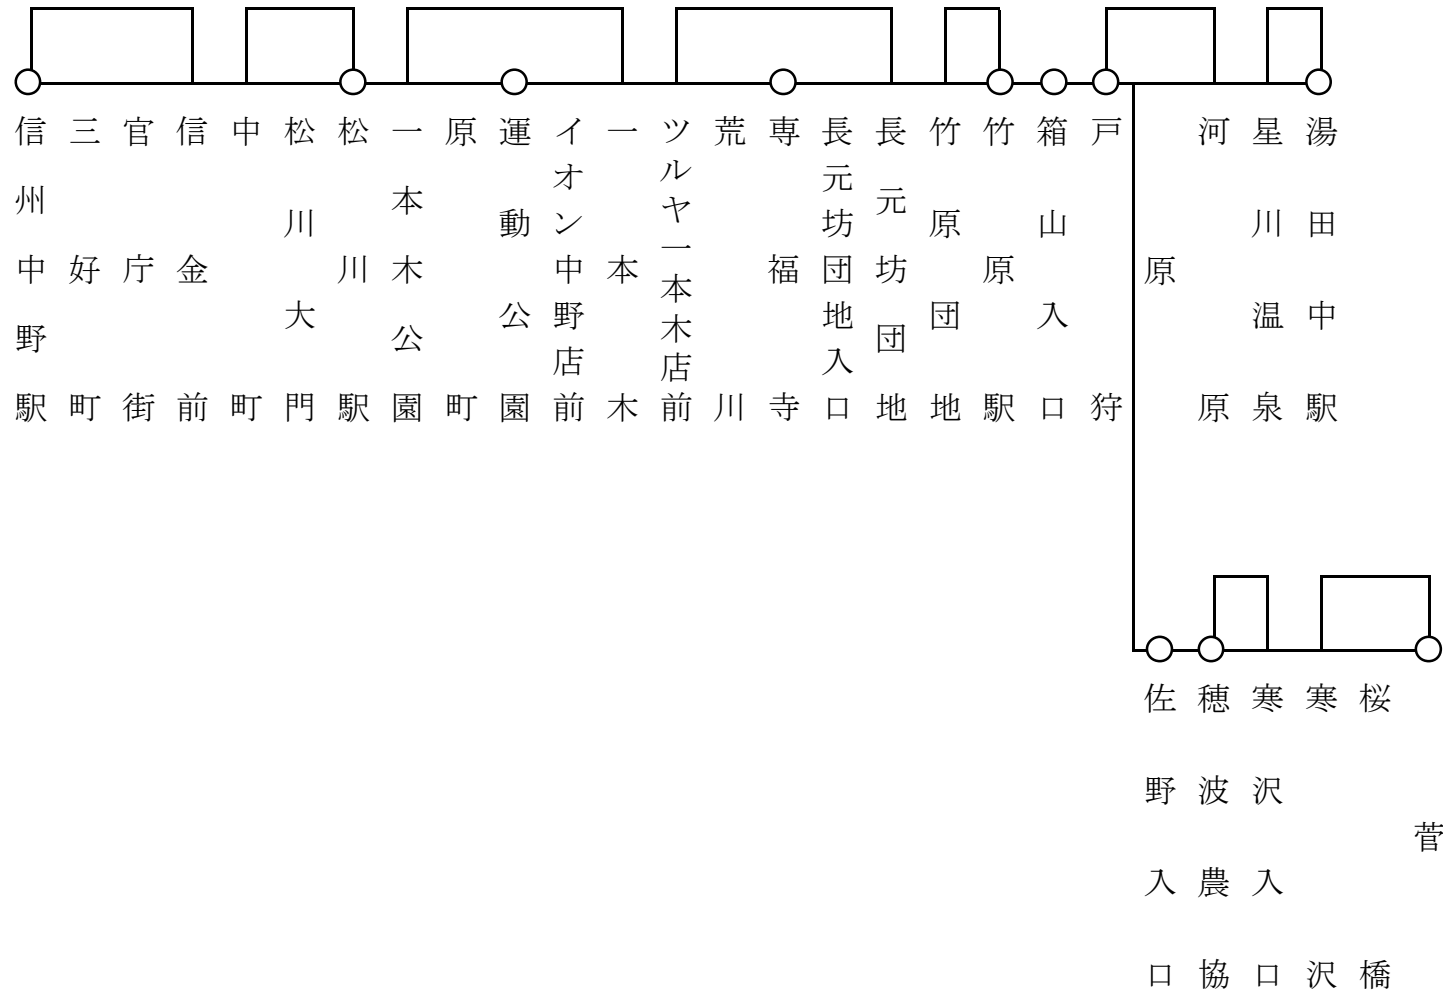 信州中野駅
三好町
官庁街
信金前
中町
松川大門
松川駅
一本木公園
原町
運動公園
イオン中野店前
一本木
ツルヤ一本木店前
荒川
専福寺
長元坊団地入口
長元坊団地
竹原団地
竹原駅
箱山入口
戸狩
原
河原
星川温泉
湯田中駅
佐野入口
穂波農協
寒沢入口
寒沢
桜橋
菅